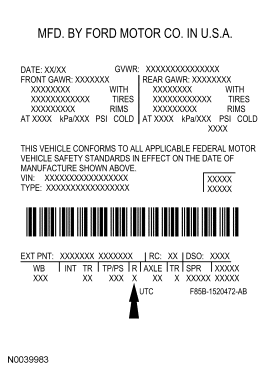 MFD. BY FORD MOTOR CO. IN U.S.A.
DATE: XX/XX GVWR: XXXXXXXXXXXXXXX
FRONT GAWR: XXXXXXX REAR GAWR: XXXXXXXX
XXXXXXXX WITH XXXXXXXX WITH
XXXXXXXXXXXX TIRES XXXXXXXXXXXX TIRES
XXXXXXXXX RIMS XXXXXXXXX RIMS
AT XXXX kPa/XXX PSI COLD AT XXXX kPa/XXX PSI COLD
XXXX
THIS VEHICLE CONFORMS TO ALL APPLICABLE FEDERAL MOTOR
VEHICLE SAFETY STANDARDS IN EFFECT ON THE DATE OF
MANUFACTURE SHOWN ABOVE.
VIN: XXXXXXXXXXXXXXXXX XXXXX
TYPE: XXXXXXXXXXXXXXXXX XXXXX
EXT PNT: XXXXXXX XXXXXXX RC: XX DSO: XXXX
WB INT TR TP/PS R AXLE TR SPR XXXXX
XXX XX XXX X XX X XXXXX XXXXX
UTC F85B-1520472-AB
N0039983